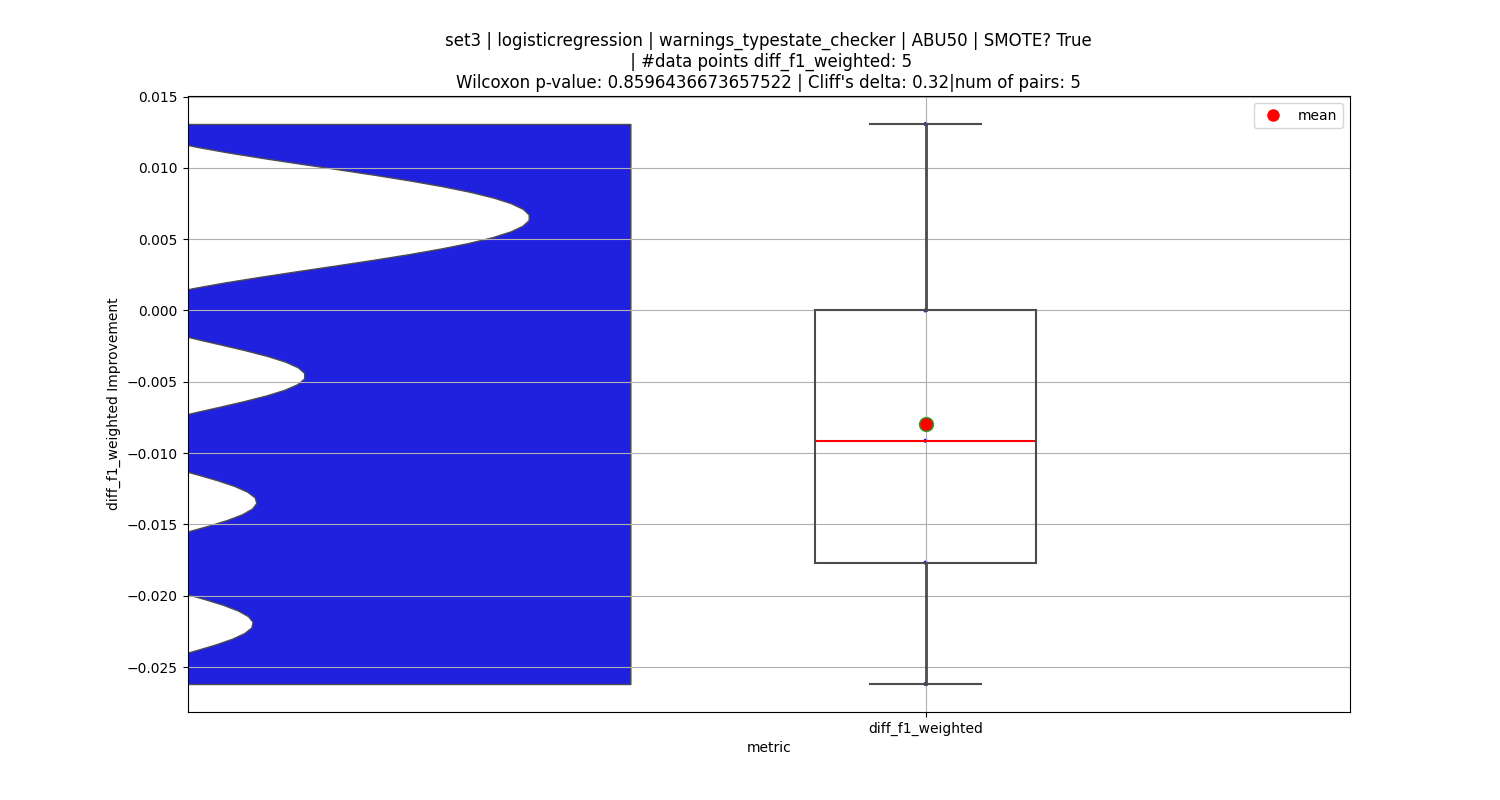 set3 | logisticregression | warnings_typestate_checker | ABU50 | SMOTE? True
| #data points diff_f1_weighted: 5
Wilcoxon p-value: 0.8596436673657522 | Cliff's delta: 0.32|num of pairs: 5
mean
0.015
0.010
0.005
0.000
−0.005
−0.010
−0.015
−0.020
−0.025
diff_f1_weighted Improvement
diff_f1_weighted
metric